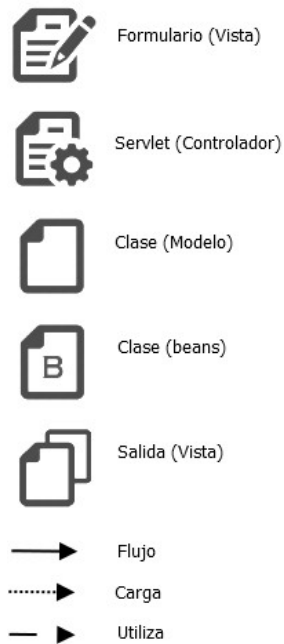 Formulario (Vista)
Servlet (Controlador)
Clase (Modelo)
B
Clase (beans)
Salida (Vista)
Flujo
Carga
Utiliza